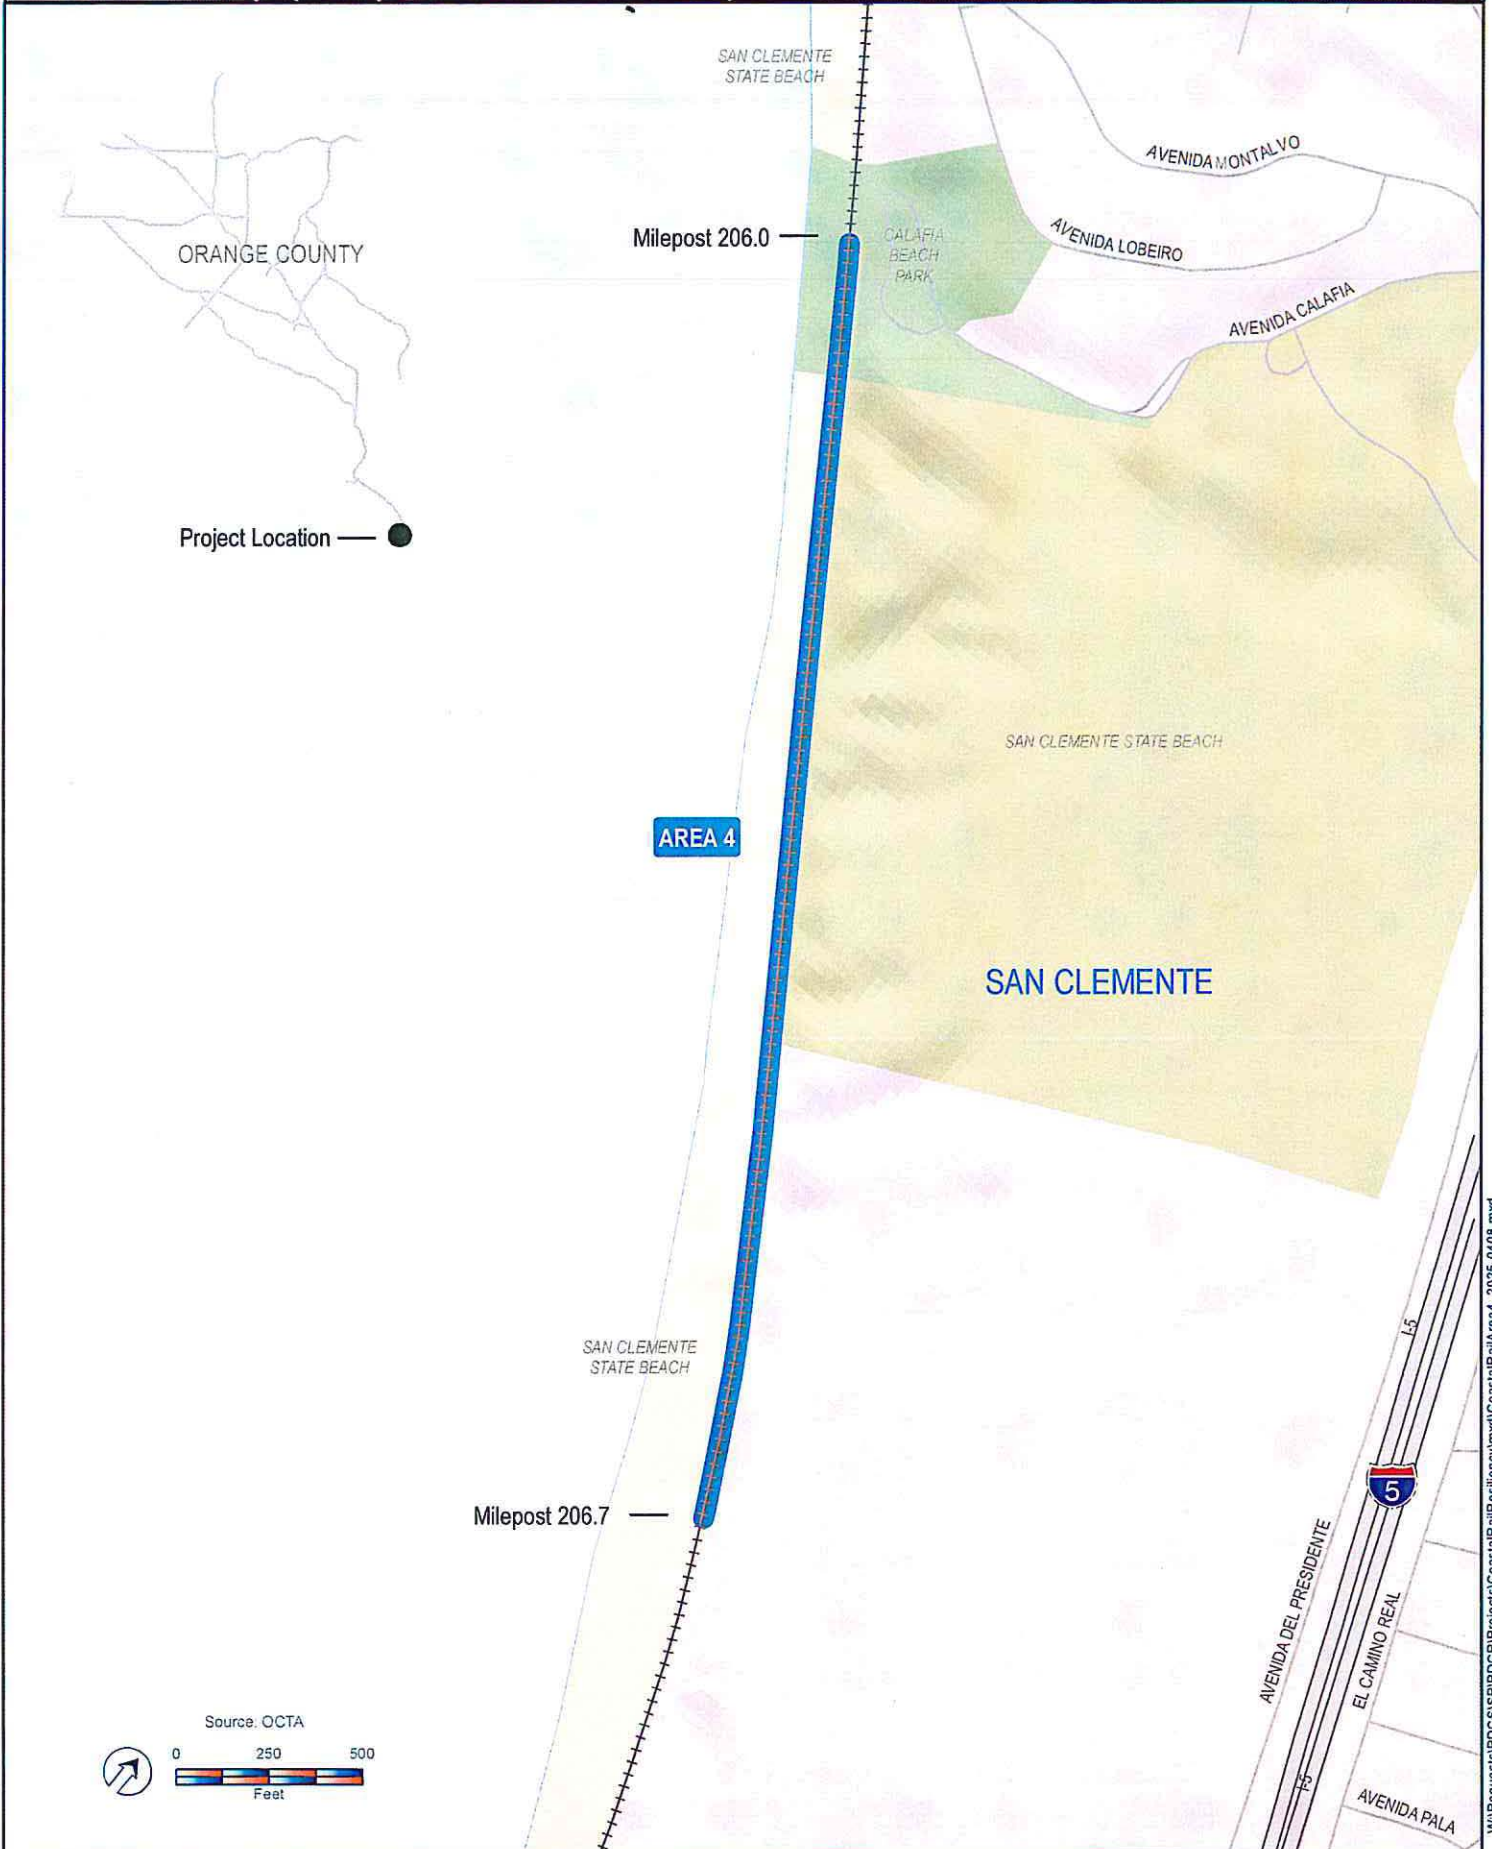 SAN CLEMENTE
STATE BEACH
AVENIDA MONTALVO
Milepost 206.0
CALAFIA
BEACH
PARK
AVENIDA LOBEIRO
ORANGE COUNTY
AVENIDA CALAFIA
Project Location
SAN CLEMENTE STATE BEACH
AREA 4
SAN CLEMENTE
SAN CLEMENTE
STATE BEACH
I-5
5
Milepost 206.7
AVENIDA DEL PRESIDENTE
EL CAMINO REAL
Source: OCTA
0 250 500
Feet
I-5
AVENIDA PALA